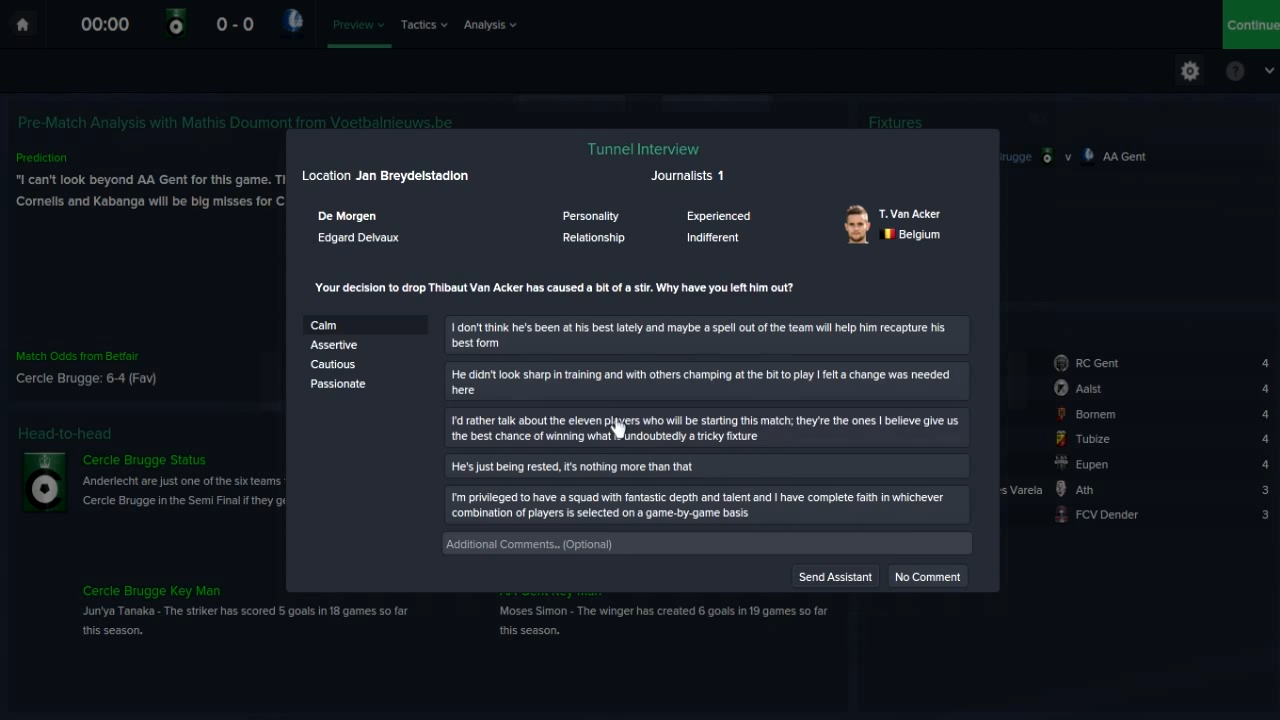 00:00
0 - 0
Preview
Tactics
Analysis
Continue
Pre-Match Analysis with Mathis Doumont from Voetbalnieuws.be
Fixtures
Prediction
"I can't look beyond AA Gent for this game.
Cornelis and Kabanga will be big misses for C
v AA Gent
Tunnel Interview
Location Jan Breydelstadion
Journalists 1
De Morgen
Personality
Experienced
T. Van Acker
Edgard Delvaux
Relationship
Indifferent
Belgium
Your decision to drop Thibaut Van Acker has caused a bit of a stir. Why have you left him out?
Calm
Assertive
Cautious
Passionate
I don't think he's been at his best lately and maybe a spell out of the team will help him recapture his
best form
He didn't look sharp in training and with others champing at the bit to play I felt a change was needed
here
I'd rather talk about the eleven players who will be starting this match; they're the ones I believe give us
the best chance of winning what undoubtedly a tricky fixture
He's just being rested, it's nothing more than that
I'm privileged to have a squad with fantastic depth and talent and I have complete faith in whichever
combination of players is selected on a game-by-game basis
Additional Comments.. (Optional)
Send Assistant
No Comment
Match Odds from Betfair
Cercle Brugge: 6-4 (Fav)
Head-to-head
Cercle Brugge Status
Anderlecht are just one of the six teams
Cercle Brugge in the Semi Final if they ge
Cercle Brugge Key Man
Jun'ya Tanaka - The striker has scored 5 goals in 18 games so far
this season.
Moses Simon - The winger has created 6 goals in 19 games so far
this season.
RC Gent 4
Aalst 4
Bornem 4
Tubize 4
Eupen 4
s Varela Ath 3
FCV Dender 3